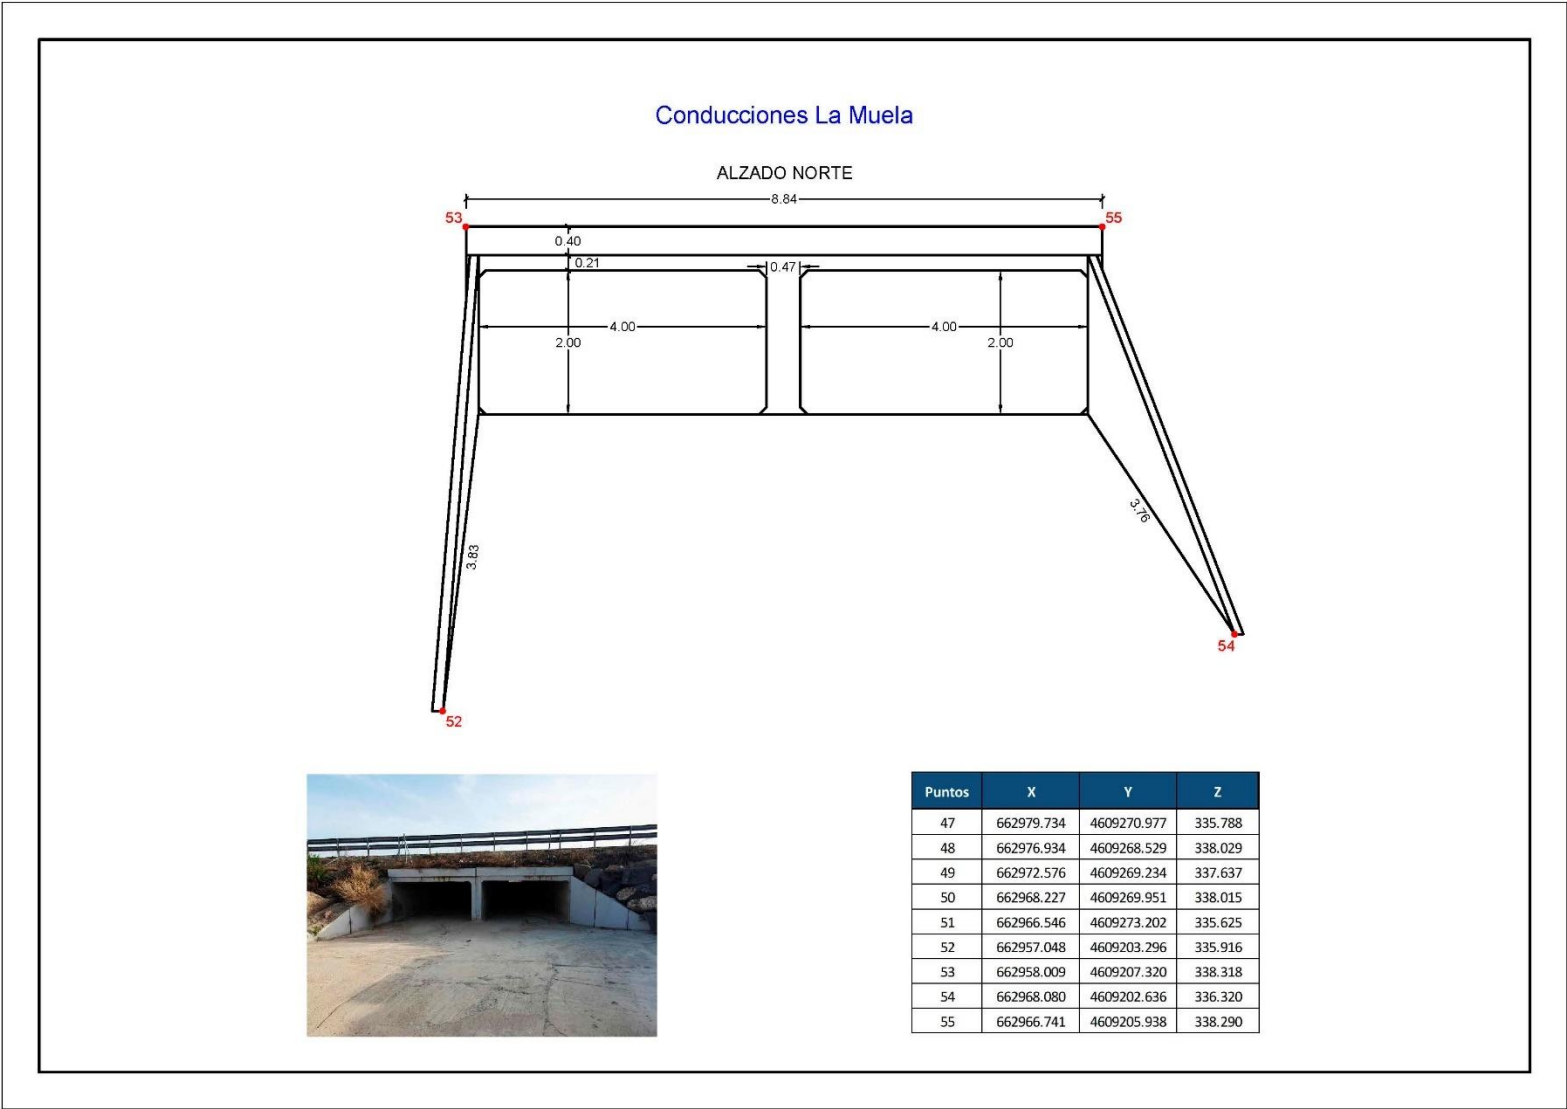 Conducciones La Muela
ALZADO NORTE
8.84
53
55
0.40
0.21
0.47
4.00
4.00
2.00
2.00
3.76
3.83
54
52
Puntos X Y Z
47 662979.734 4609270.977 335.788
48 662976.934 4609268.529 338.029
49 662972.576 4609269.234 337.637
50 662968.227 4609269.951 338.015
51 662966.546 4609273.202 335.625
52 662957.048 4609203.296 335.916
53 662958.009 4609207.320 338.318
54 662968.080 4609202.636 336.320
55 662966.741 4609205.938 338.290